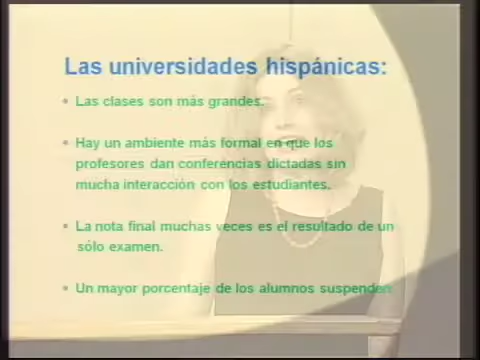 Las universidades hispánicas:
• Las clases son más grandes.
• Hay un ambiente más formal en que los
profesores dan conferencias dictadas sin
mucha interacción con los estudiantes.
• La nota final muchas veces es el resultado de un
sólo examen.
• Un mayor porcentaje de los alumnos suspenden.